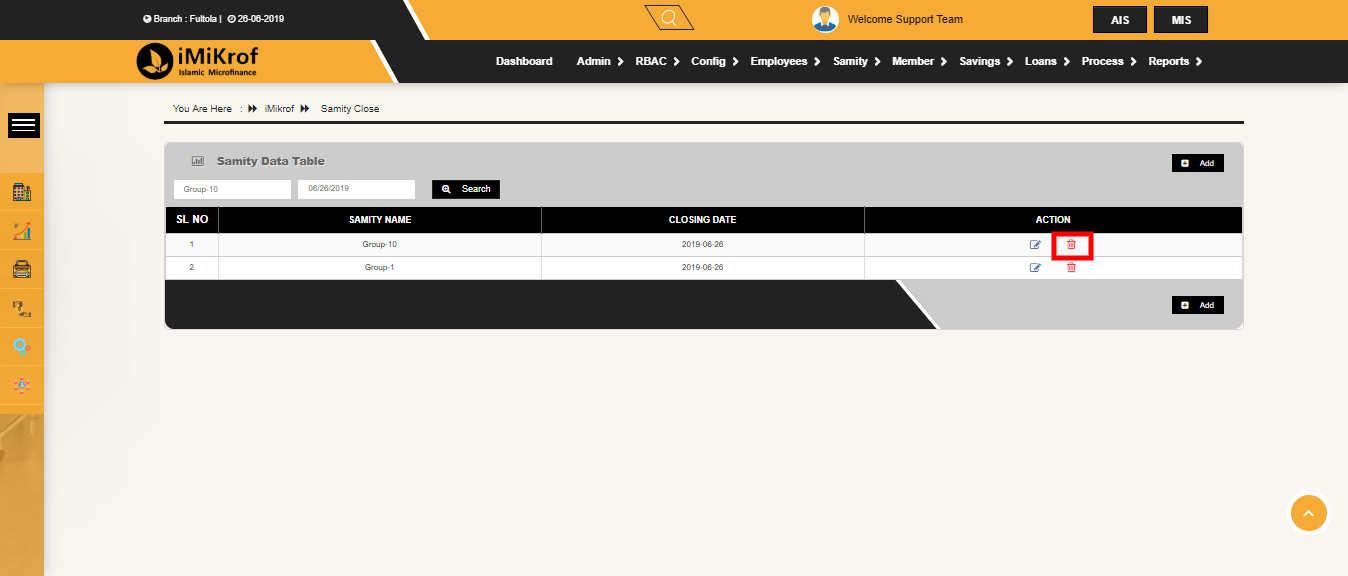 Branch : Fultola | 26-06-2019
Welcome Support Team
AIS
MIS
iMiKrof
Islamic Microfinance
Dashboard Admin RBAC Config Employees Samity Member Savings Loans Process Reports
You Are Here : iMikrof Samity Close
Samity Data Table
Add
Group-10 06/26/2019 Search
SL NO SAMITY NAME CLOSING DATE ACTION
1 Group-10 2019-06-26
2 Group-1 2019-06-26
Add